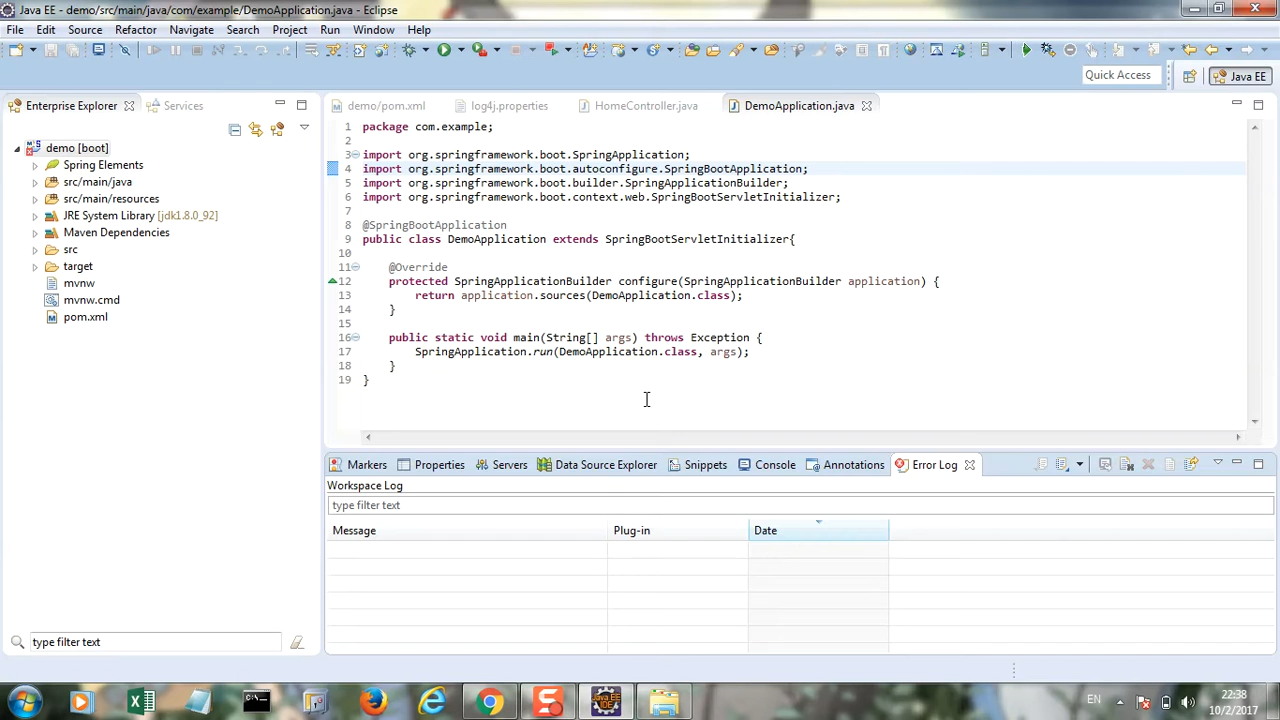 Java EE - demo/src/main/java/com/example/DemoApplication.java - Eclipse
File Edit Source Refactor Navigate Search Project Run Window Help
Quick Access
Java EE
Enterprise Explorer
Services
demo [boot]
Spring Elements
src/main/java
src/main/resources
JRE System Library [jdk1.8.0_92]
Maven Dependencies
src
target
mvnw
mvnw.cmd
pom.xml
type filter text
demo/pom.xml
log4j.properties
HomeController.java
DemoApplication.java
1 package com.example;
2
3 import org.springframework.boot.SpringApplication;
4 import org.springframework.boot.autoconfigure.SpringBootApplication;
5 import org.springframework.boot.builder.SpringApplicationBuilder;
6 import org.springframework.boot.context.web.SpringBootServletInitializer;
7
8 @SpringBootApplication
9 public class DemoApplication extends SpringBootServletInitializer{
10
11 @Override
12 protected SpringApplicationBuilder configure(SpringApplicationBuilder application) {
13 return application.sources(DemoApplication.class);
14 }
15
16 public static void main(String[] args) throws Exception {
17 SpringApplication.run(DemoApplication.class, args);
18 }
19 }
Markers Properties Servers Data Source Explorer Snippets Console Annotations Error Log
Workspace Log
type filter text
Message Plug-in Date
EN
22:38
10/2/2017